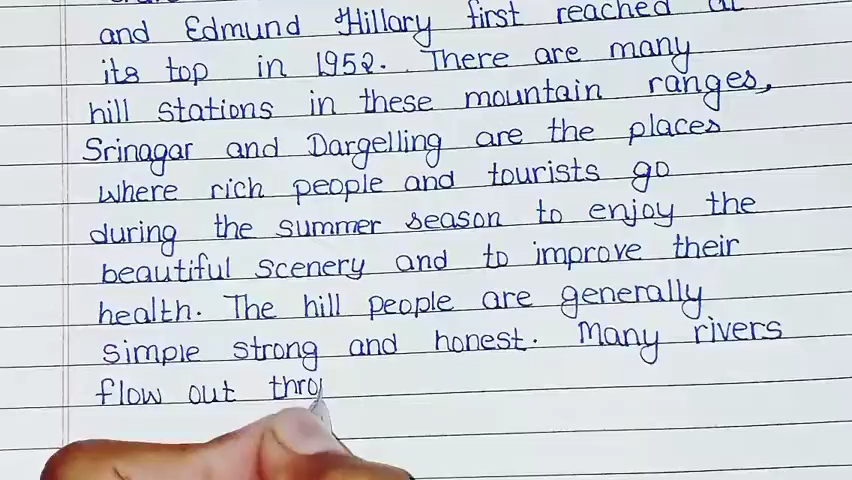 and Edmund Hillary first reached at
its top in 1952. There are many
hill stations in these mountain ranges,
Srinagar and Dargelling are the places
where rich people and tourists go
during the summer season to enjoy the
beautiful scenery and to improve their
health. The hill people are generally
simple strong and honest. Many rivers
flow out thro